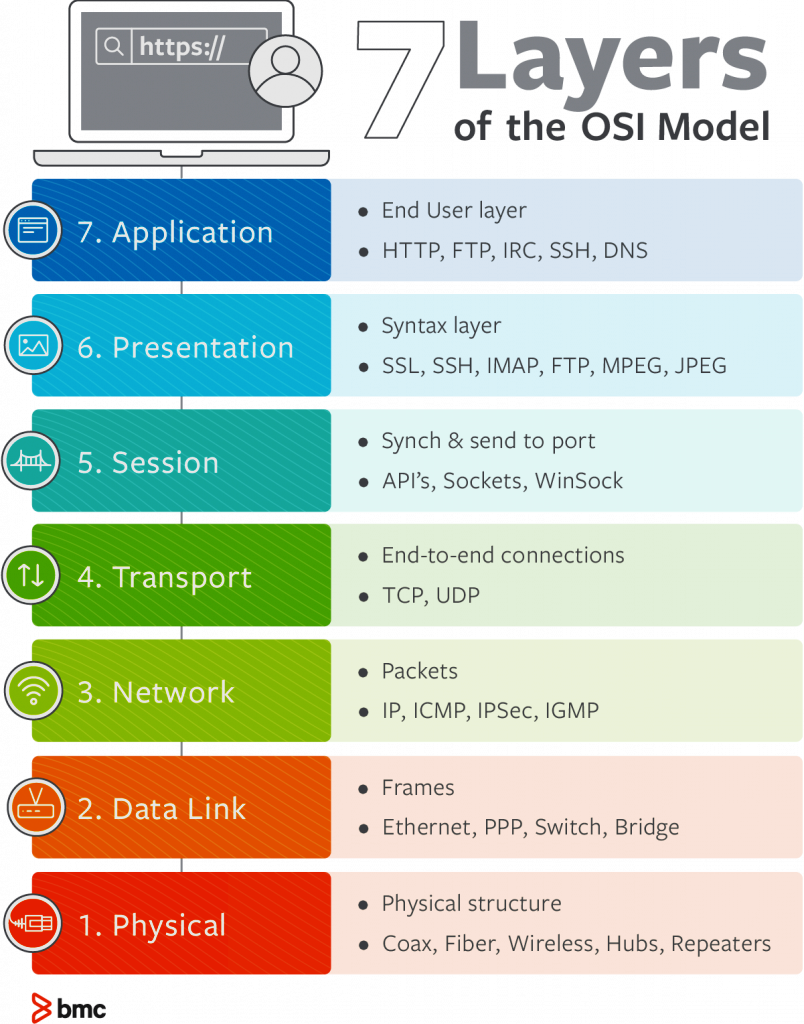 https://
7 Layers
of the OSI Model
7. Application
• End User layer
• HTTP, FTP, IRC, SSH, DNS
6. Presentation
• Syntax layer
• SSL, SSH, IMAP, FTP, MPEG, JPEG
5. Session
• Synch & send to port
• API’s, Sockets, WinSock
4. Transport
• End-to-end connections
• TCP, UDP
3. Network
• Packets
• IP, ICMP, IPSec, IGMP
2. Data Link
• Frames
• Ethernet, PPP, Switch, Bridge
1. Physical
• Physical structure
• Coax, Fiber, Wireless, Hubs, Repeaters
bmc